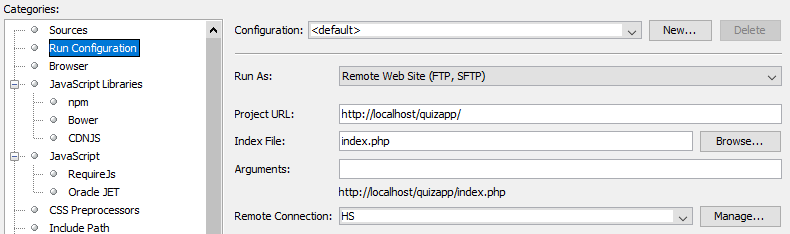 Categories:
Sources
Run Configuration
Browser
JavaScript Libraries
npm
Bower
CDNJS
JavaScript
RequireJs
Oracle JET
CSS Preprocessors
Include Path
Configuration: <default> New... Delete
Run As: Remote Web Site (FTP, SFTP)
Project URL: http://localhost/quizapp/
Index File: index.php Browse...
Arguments:
http://localhost/quizapp/index.php
Remote Connection: HS Manage...